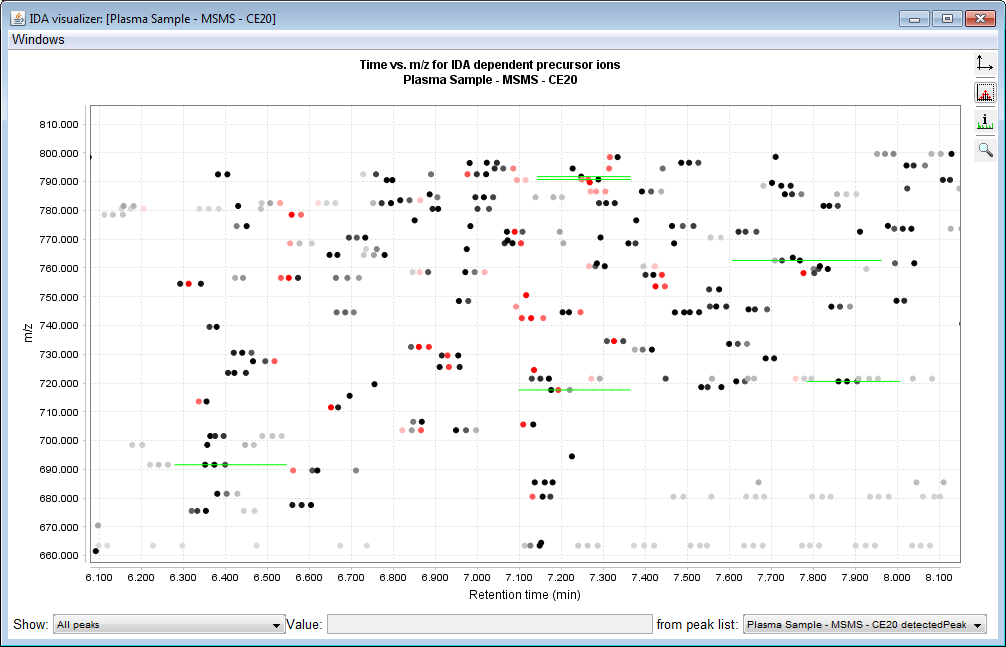 IDA visualizer: [Plasma Sample - MSMS - CE20]
Windows
Time vs. m/z for IDA dependent precursor ions
Plasma Sample - MSMS - CE20
810.000
800.000
790.000
780.000
770.000
760.000
750.000
740.000
730.000
720.000
710.000
700.000
690.000
680.000
670.000
660.000
m/z
6.100 6.200 6.300 6.400 6.500 6.600 6.700 6.800 6.900 7.000 7.100 7.200 7.300 7.400 7.500 7.600 7.700 7.800 7.900 8.000 8.100
Retention time (min)
Show: All peaks Value: from peak list: Plasma Sample - MSMS - CE20 detectedPeak